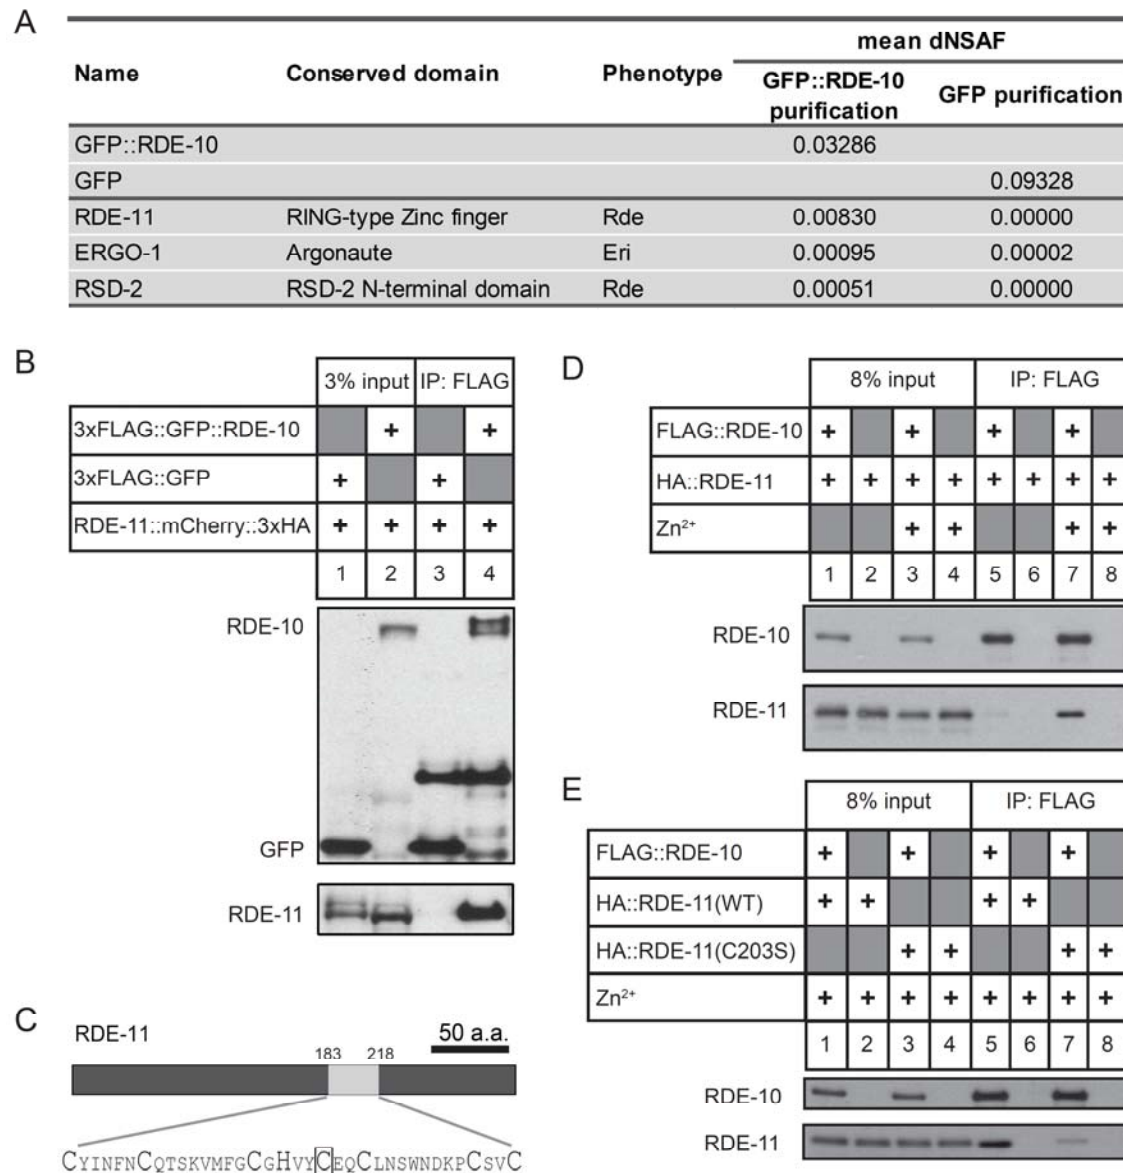 A
mean dNSAF
Name Conserved domain Phenotype GFP::RDE-10 purification GFP purification
GFP::RDE-10 0.03286
GFP 0.09328
RDE-11 RING-type Zinc finger Rde 0.00830 0.00000
ERGO-1 Argonaute Eri 0.00095 0.00002
RSD-2 RSD-2 N-terminal domain Rde 0.00051 0.00000
B
3% input IP: FLAG
3xFLAG::GFP::RDE-10 + +
3xFLAG::GFP + +
RDE-11::mCherry::3xHA + + + +
1 2 3 4
RDE-10
GFP
RDE-11
C
RDE-11 50 a.a.
183 218
CYINFNCQTSKVMFGCGHVYCEQCLNSWNDKPCSVC
D
8% input IP: FLAG
FLAG::RDE-10 + + + +
HA::RDE-11 + + + + + + + +
Zn²⁺ + + + +
1 2 3 4 5 6 7 8
RDE-10
RDE-11
E
8% input IP: FLAG
FLAG::RDE-10 + + + +
HA::RDE-11(WT) + + + +
HA::RDE-11(C203S) + + + +
Zn²⁺ + + + + + + + +
1 2 3 4 5 6 7 8
RDE-10
RDE-11